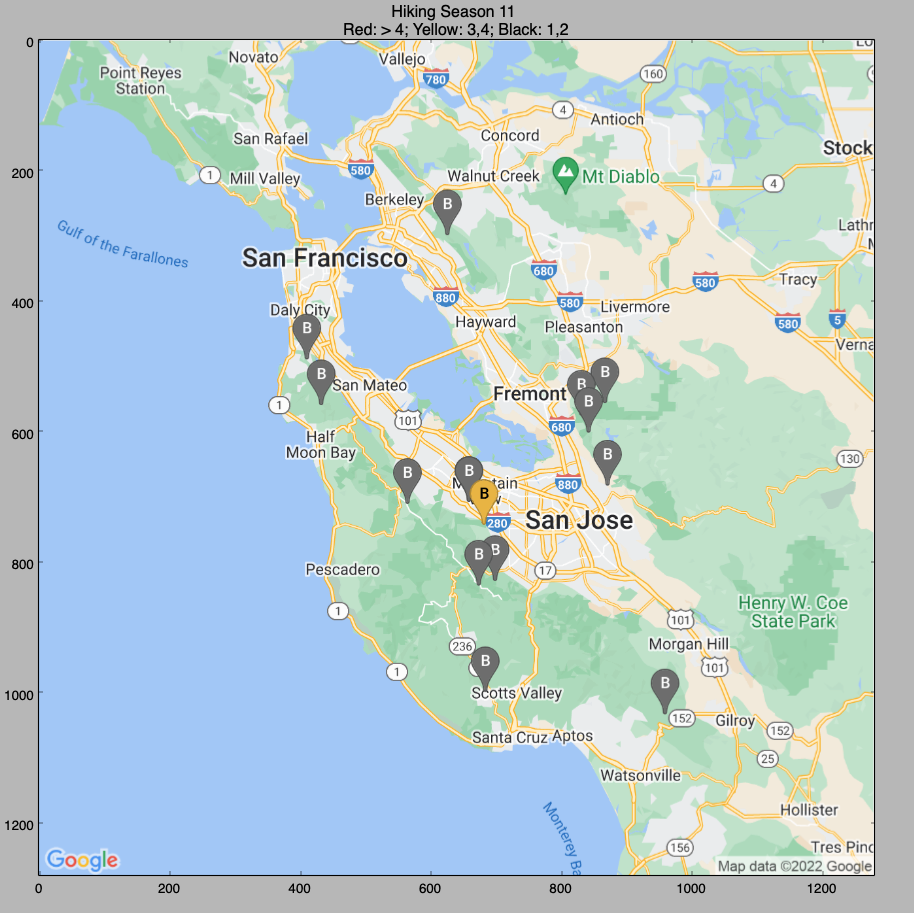 Hiking Season 11
Red: > 4; Yellow: 3,4; Black: 1,2
0
Novato
Vallejo
780
Point Reyes
Station
160
4
Antioch
San Rafael
Concord
580
1
Mill Valley
Walnut Creek
Mt Diablo
Stock
200
4
Berkeley
B
Gulf of the Farallones
San Francisco
Lathr
680
880
580
580
Tracy
400
Daly City
Livermore
Hayward
Pleasanton
580
5
B
Verna
B
San Mateo
B
B
Fremont
B
1
101
680
600
Half
Moon Bay
B
130
B
B
Mountain
880
B
280
San Jose
B
B
800
Pescadero
17
Henry W. Coe
State Park
1
101
236
Morgan Hill
101
B
1
B
1000
Scotts Valley
152
Gilroy
152
Santa Cruz
Aptos
25
Watsonville
Hollister
1200
Monterey Ba
156
Tres Pinc
Google
Map data ©2022 Google
0
200
400
600
800
1000
1200